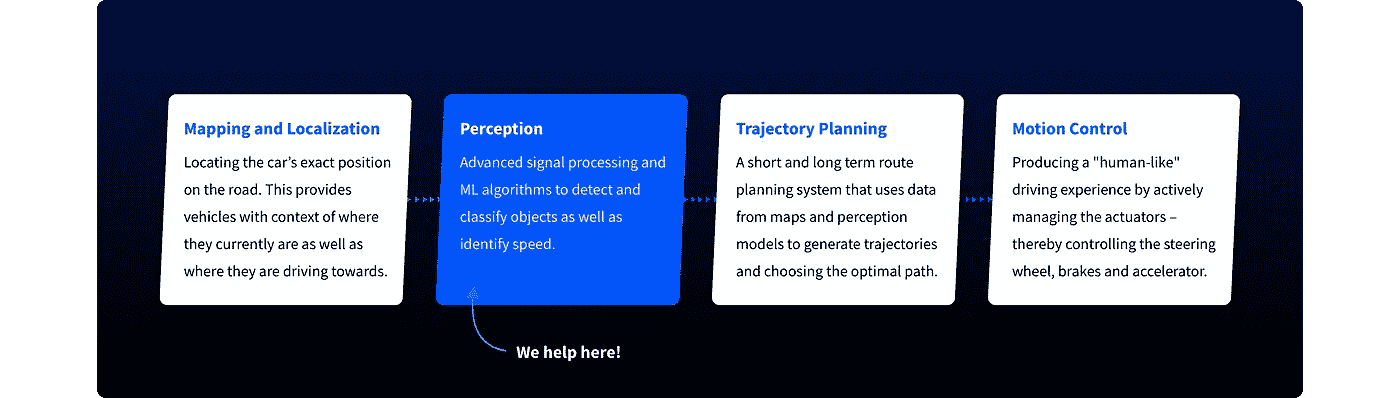 Mapping and Localization
Locating the car’s exact position
on the road. This provides
vehicles with context of where
they currently are as well as
where they are driving towards.
Perception
Advanced signal processing and
ML algorithms to detect and
classify objects as well as
identify speed.
Trajectory Planning
A short and long term route
planning system that uses data
from maps and perception
models to generate trajectories
and choosing the optimal path.
Motion Control
Producing a "human-like"
driving experience by actively
managing the actuators –
thereby controlling the steering
wheel, brakes and accelerator.
We help here!